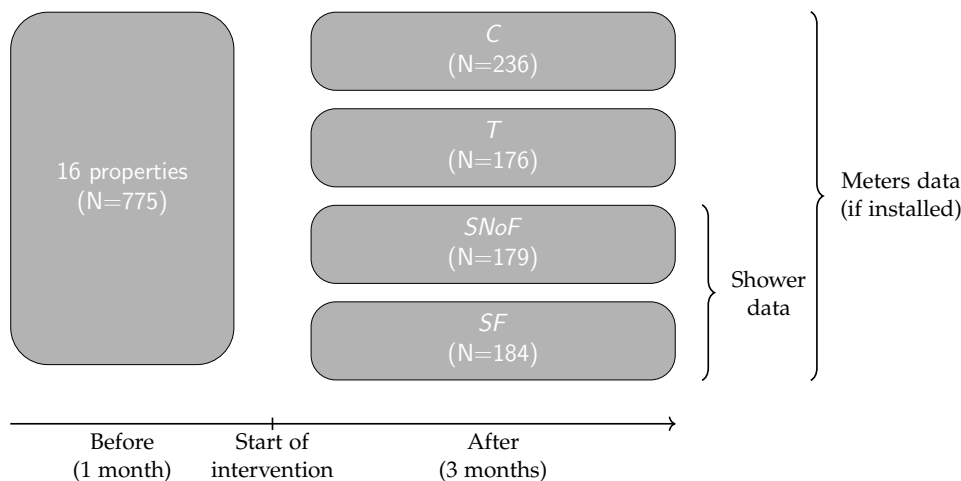 16 properties
(N=775)
C
(N=236)
T
(N=176)
SNoF
(N=179)
SF
(N=184)
Shower
data
Meters data
(if installed)
Before
(1 month)
Start of
intervention
After
(3 months)